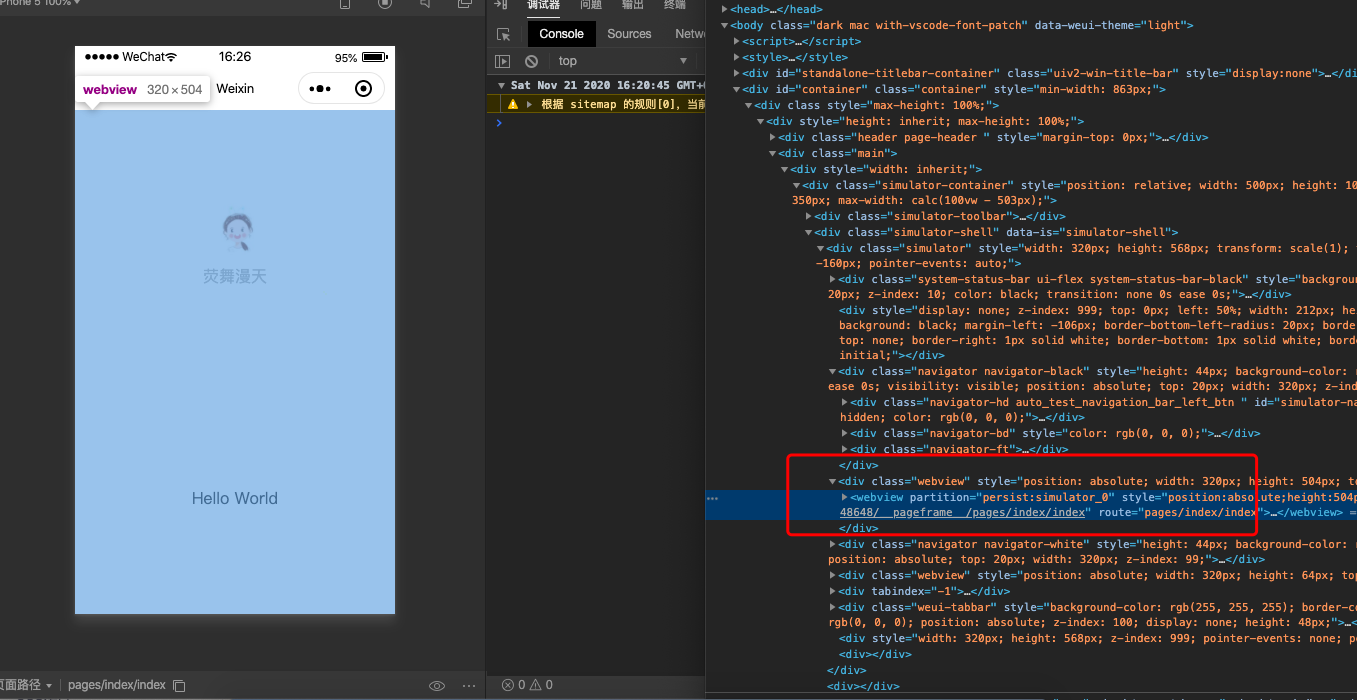 Phone 5 100%
WeChat
16:26
95%
webview 320 × 504
Weixin
荧舞漫天
Hello World
页面路径
pages/index/index
调试器 问题 输出 终端
Console Sources Netw
top
Sat Nov 21 2020 16:20:45 GMT+
根据 sitemap 的规则[0],当前
0 0
<head>…</head>
<body class="dark mac with-vscode-font-patch" data-weui-theme="light">
<script>…</script>
<style>…</style>
<div id="standalone-titlebar-container" class="uiv2-win-title-bar" style="display:none">…</di
<div id="container" class="container" style="min-width: 863px;">
<div class style="max-height: 100%;">
<div style="height: inherit; max-height: 100%;">
<div class="header page-header " style="margin-top: 0px;">…</div>
<div class="main">
<div style="width: inherit;">
<div class="simulator-container" style="position: relative; width: 500px; height: 10
350px; max-width: calc(100vw - 503px);">
<div class="simulator-toolbar">…</div>
<div class="simulator-shell" data-is="simulator-shell">
<div class="simulator" style="width: 320px; height: 568px; transform: scale(1);
-160px; pointer-events: auto;">
<div class="system-status-bar ui-flex system-status-bar-black" style="backgroun
20px; z-index: 10; color: black; transition: none 0s ease 0s;">…</div>
<div style="display: none; z-index: 999; top: 0px; left: 50%; width: 212px; he
background: black; margin-left: -106px; border-bottom-left-radius: 20px; borde
top: none; border-right: 1px solid white; border-bottom: 1px solid white; bord
initial;"></div>
<div class="navigator navigator-black" style="height: 44px; background-color:
ease 0s; visibility: visible; position: absolute; top: 20px; width: 320px; z-ind
<div class="navigator-hd auto_test_navigation_bar_left_btn " id="simulator-na
hidden; color: rgb(0, 0, 0);">…</div>
<div class="navigator-bd" style="color: rgb(0, 0, 0);">…</div>
<div class="navigator-ft">…</div>
</div>
<div class="webview" style="position: absolute; width: 320px; height: 504px; to
<webview partition="persist:simulator_0" style="position:absolute;height:504p
48648/__pageframe__/pages/index/index" route="pages/index/index">…</webview> =
</div>
<div class="navigator navigator-white" style="height: 44px; background-color:
position: absolute; top: 20px; width: 320px; z-index: 99;">…</div>
<div class="webview" style="position: absolute; width: 320px; height: 64px; top
<div tabindex="-1">…</div>
<div class="weui-tabbar" style="background-color: rgb(255, 255, 255); border-co
rgb(0, 0, 0); position: absolute; z-index: 100; display: none; height: 48px;">…
<div style="width: 320px; height: 568px; z-index: 999; pointer-events: none; po
<div></div>
</div>
<div></div>